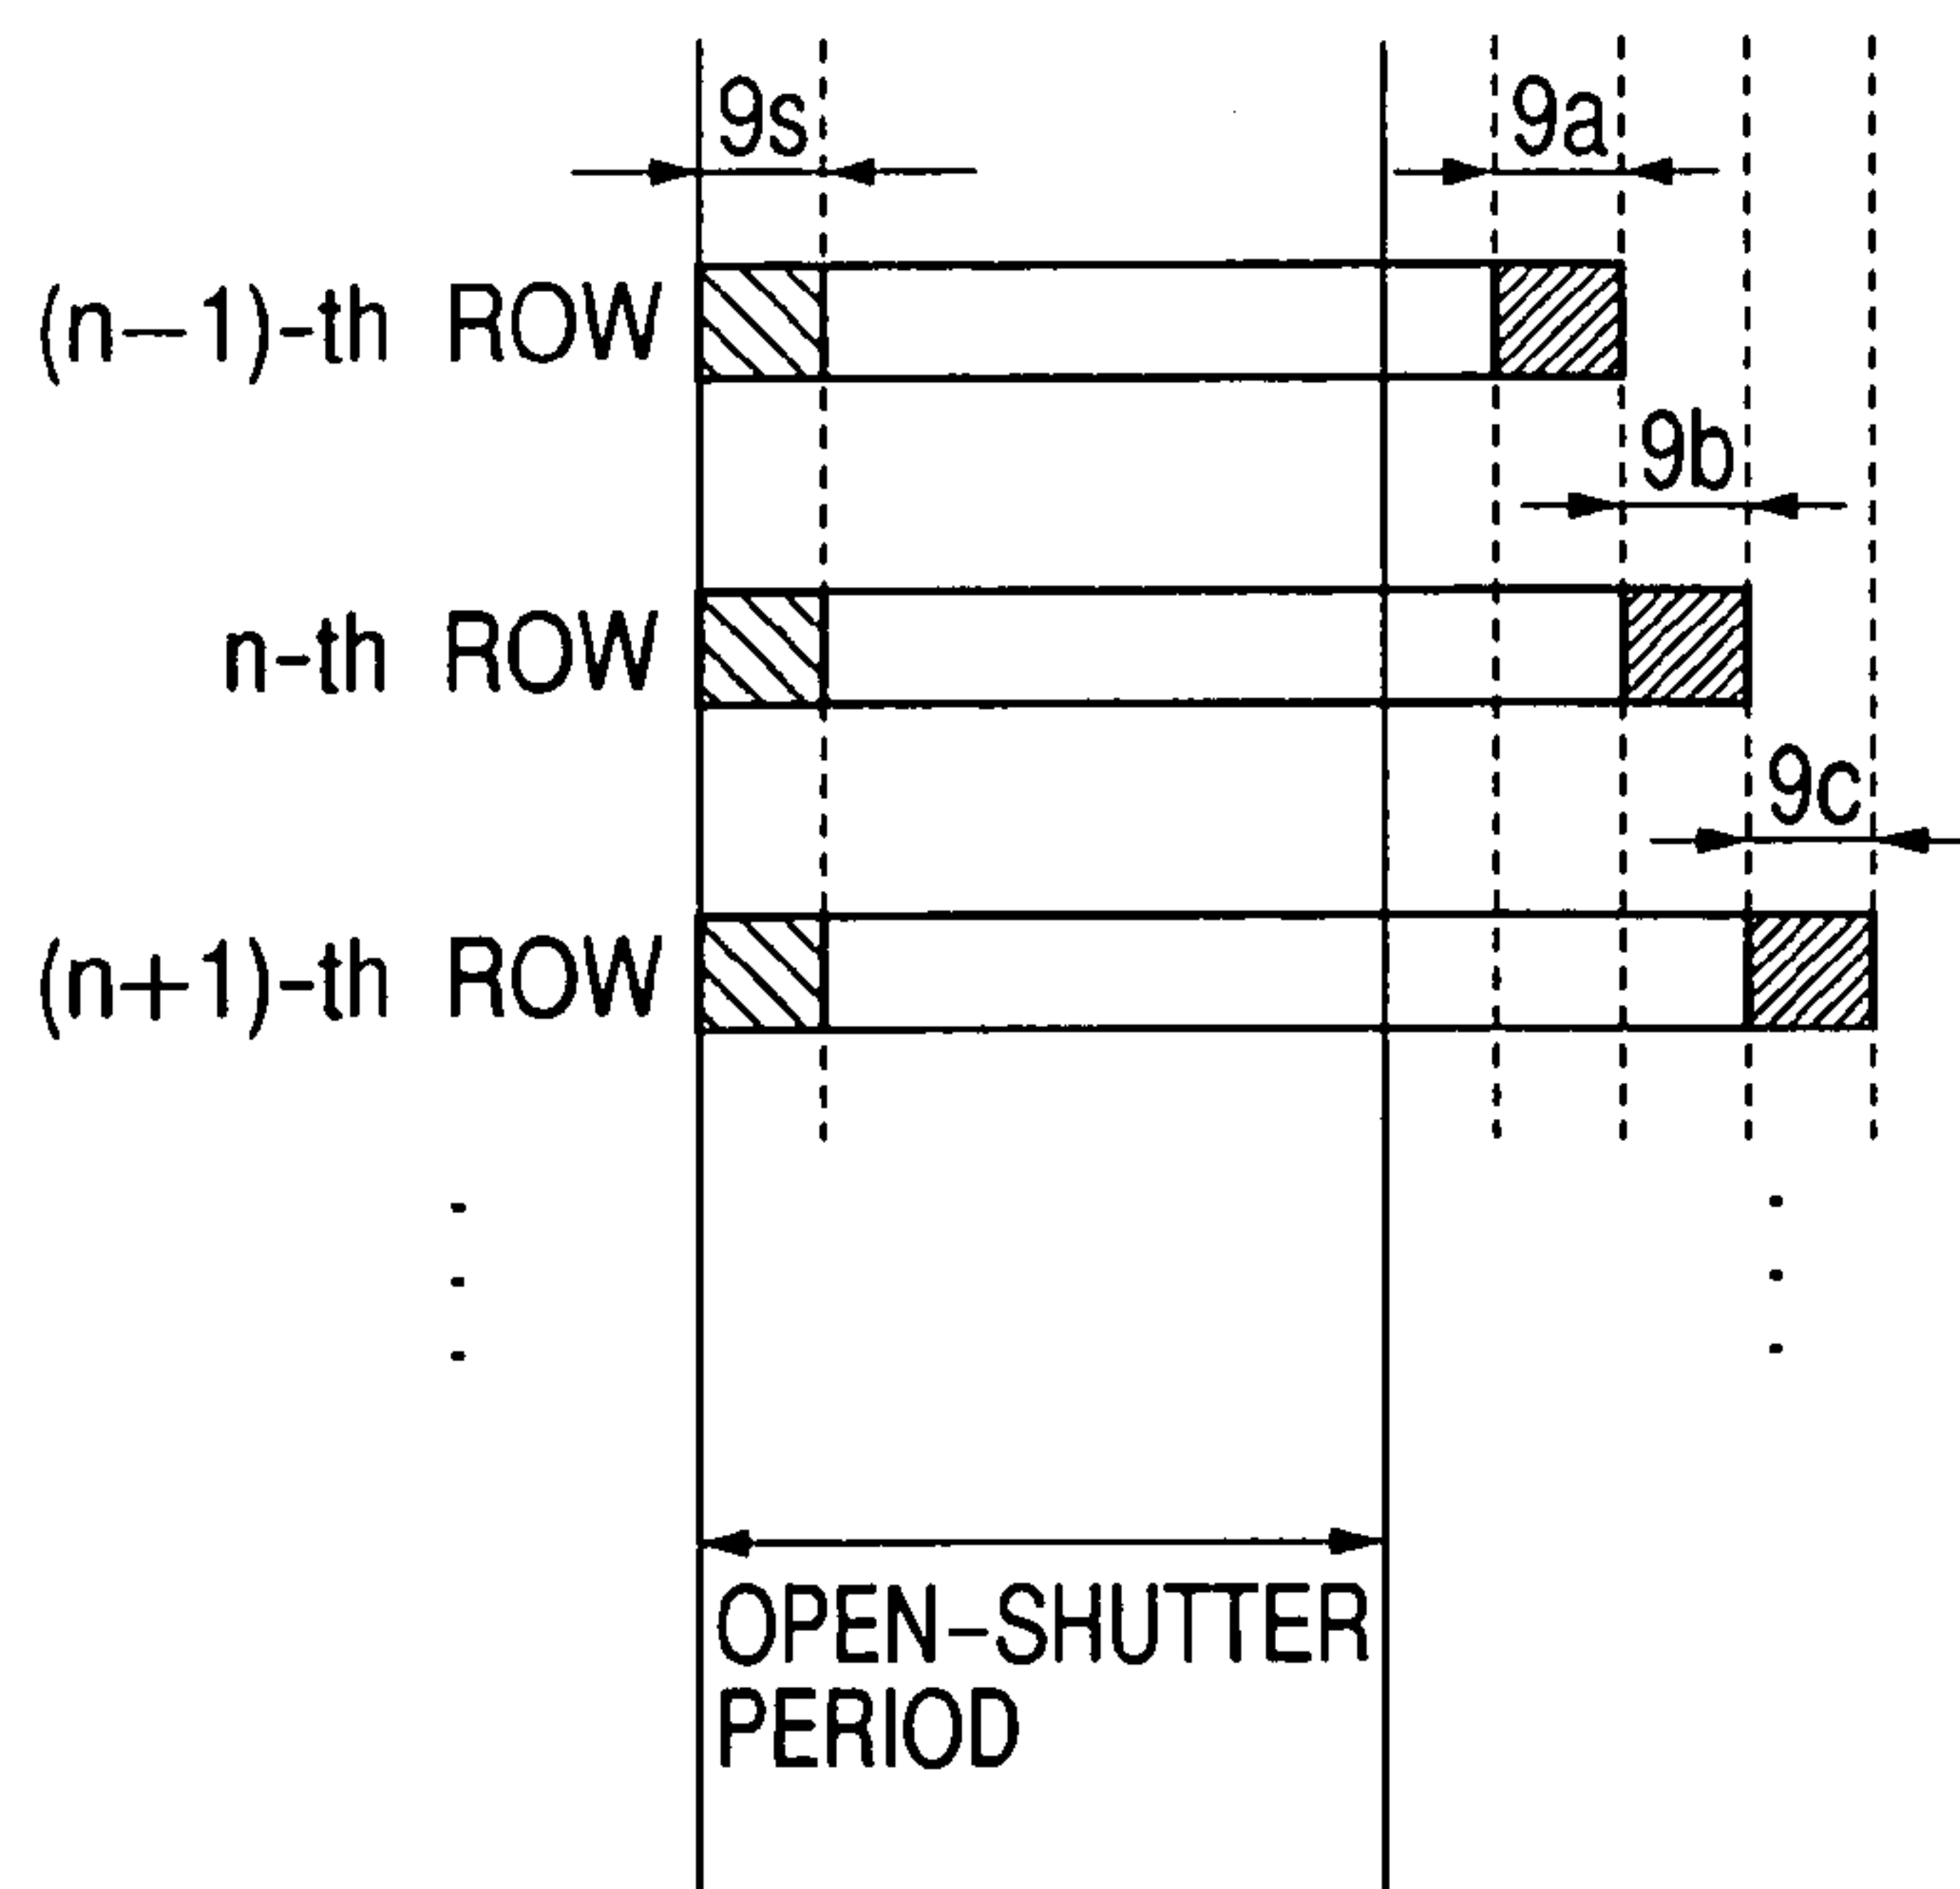 9s
9a
(n−1)-th ROW
9b
n-th ROW
9c
(n+1)-th ROW
OPEN-SHUTTER
PERIOD